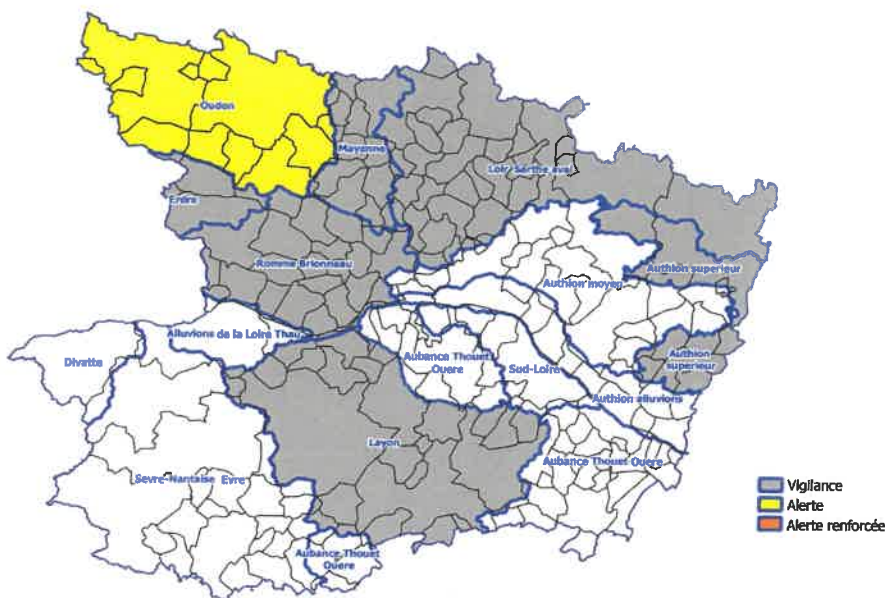 Oudon
Mayenne
Loir-Sarthe aval
Erdre
Romme Brionneau
Authion superieur
Authion moyen
Alluvions de la Loire Thau
Divatte
Aubance Thouet
Ouere
Sud-Loire
Authion
superieur
Authion alluvions
Layon
Aubance Thouet Ouere
Sevre-Nantaise Evre
Aubance Thouet
Ouere
Vigilance
Alerte
Alerte renforcée